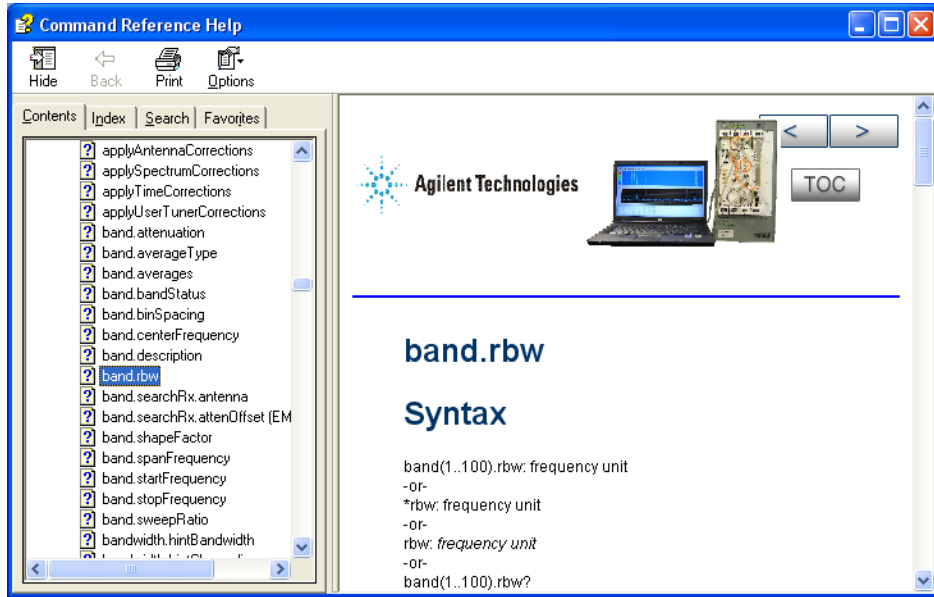 Command Reference Help
Hide
Back
Print
Options
Contents
Index
Search
Favorites
applyAntennaCorrections
applySpectrumCorrections
applyTimeCorrections
applyUserTunerCorrections
band.attenuation
band.averageType
band.averages
band.bandStatus
band.binSpacing
band.centerFrequency
band.description
band.rbw
band.searchRx.antenna
band.searchRx.attenOffset (EM
band.shapeFactor
band.spanFrequency
band.startFrequency
band.stopFrequency
band.sweepRatio
bandwidth.hintBandwidth
Agilent Technologies
< >
TOC
band.rbw
Syntax
band(1..100).rbw: frequency unit
-or-
*rbw: frequency unit
-or-
rbw: frequency unit
-or-
band(1..100).rbw?